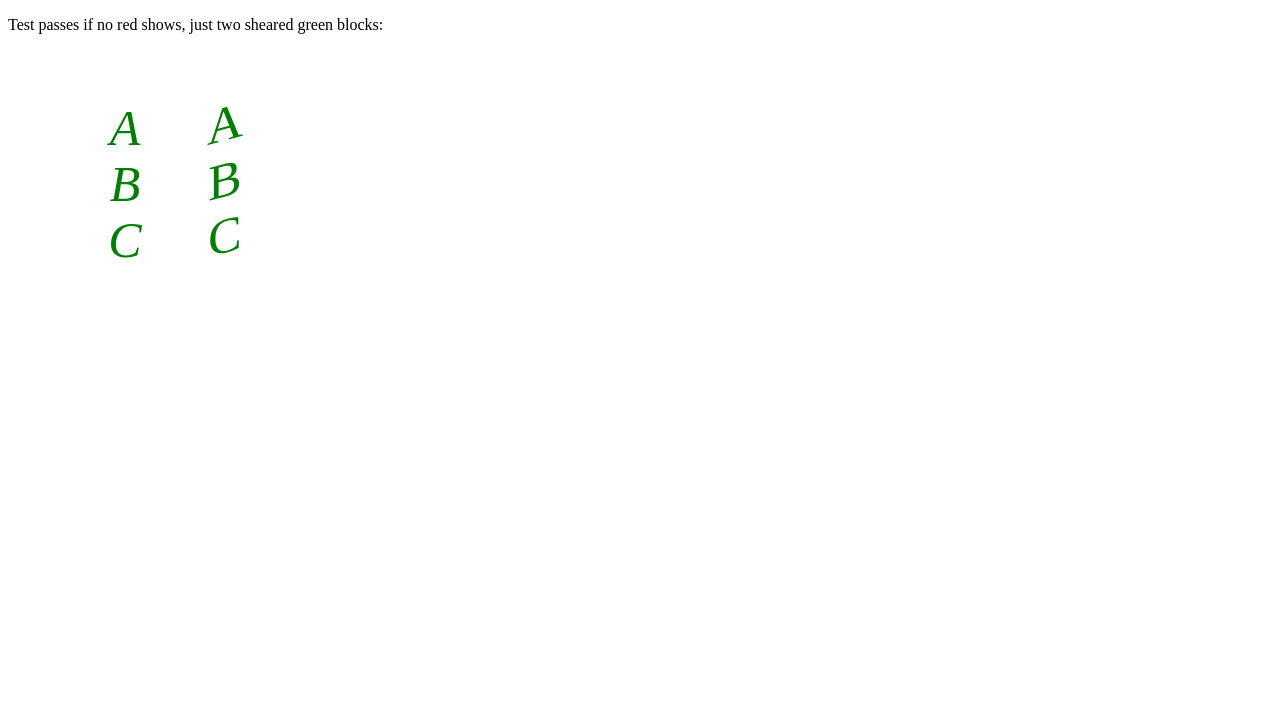 Test passes if no red shows, just two sheared green blocks:
A A
B B
C C